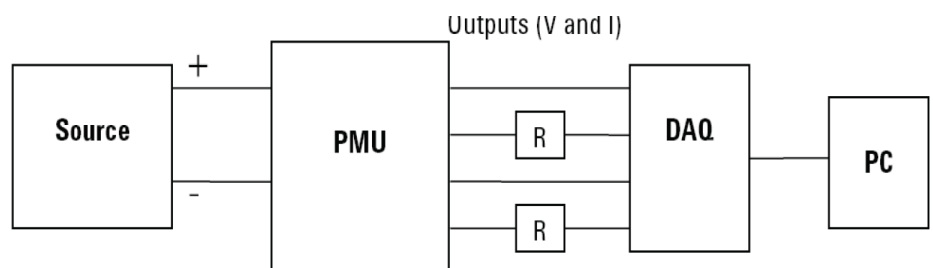 Outputs (V and I)
+
Source
PMU
R
DAQ
PC
-
R